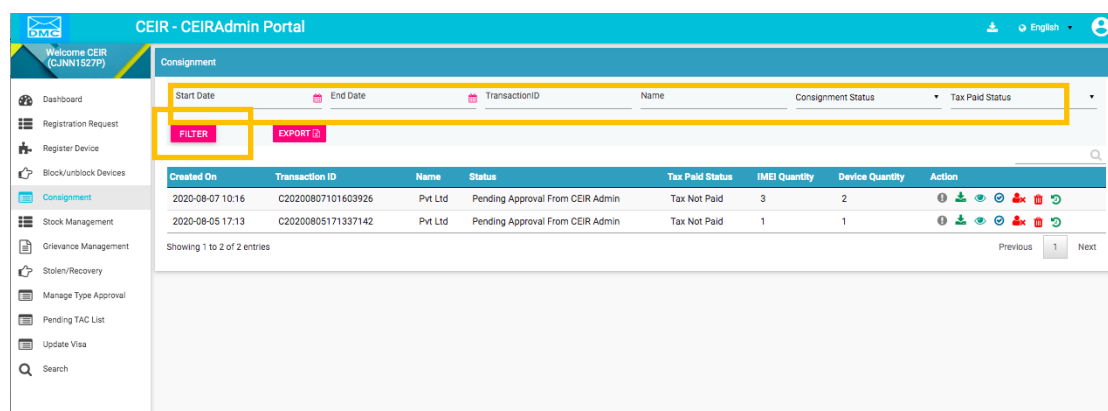 DMC
CEIR - CEIRAdmin Portal
English
Welcome CEIR
(CJNN1527P)
Consignment
Dashboard
Registration Request
Register Device
Block/unblock Devices
Consignment
Stock Management
Grievance Management
Stolen/Recovery
Manage Type Approval
Pending TAC List
Update Visa
Search
Start Date End Date TransactionID Name Consignment Status Tax Paid Status
FILTER EXPORT
Created On Transaction ID Name Status Tax Paid Status IMEI Quantity Device Quantity Action
2020-08-07 10:16 C20200807101603926 Pvt Ltd Pending Approval From CEIR Admin Tax Not Paid 3 2
2020-08-05 17:13 C20200805171337142 Pvt Ltd Pending Approval From CEIR Admin Tax Not Paid 1 1
Showing 1 to 2 of 2 entries Previous 1 Next